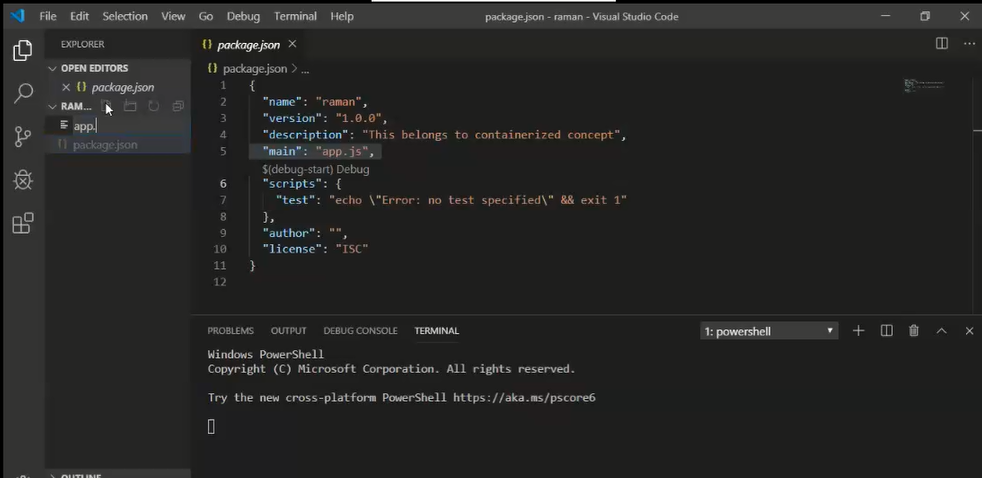 File Edit Selection View Go Debug Terminal Help
package.json - raman - Visual Studio Code
EXPLORER
OPEN EDITORS
package.json
RAM...
app.
package.json
OUTLINE
{} package.json
{} package.json > ...
1 {
2 "name": "raman",
3 "version": "1.0.0",
4 "description": "This belongs to containerized concept",
5 "main": "app.js",
$(debug-start) Debug
6 "scripts": {
7 "test": "echo \"Error: no test specified\" && exit 1"
8 },
9 "author": "",
10 "license": "ISC"
11 }
12
PROBLEMS OUTPUT DEBUG CONSOLE TERMINAL
1: powershell
Windows PowerShell
Copyright (C) Microsoft Corporation. All rights reserved.
Try the new cross-platform PowerShell https://aka.ms/pscore6